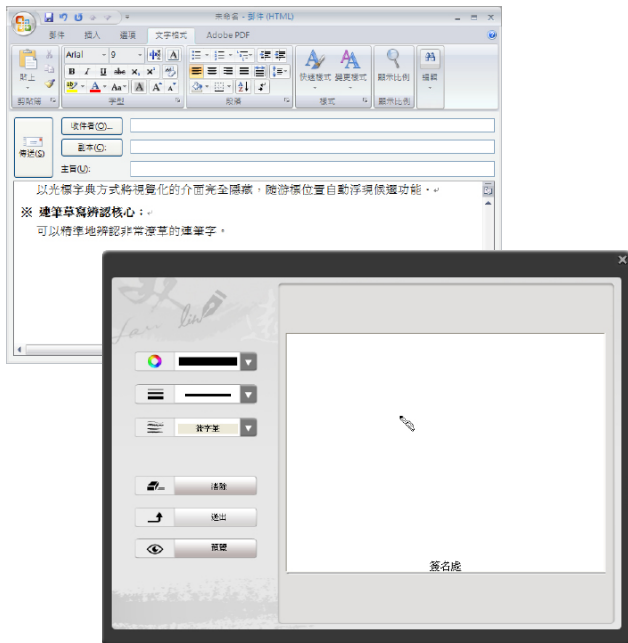 未命名 - 郵件 (HTML)
郵件 插入 選項 文字格式 Adobe PDF
貼上
剪貼簿
Arial 9
B I U abc x₂ x²
Aa A A A
字型
段落
快速樣式 變更樣式
樣式
顯示比例
顯示比例
編輯
收件者(O)...
副本(C):
傳送(S)
主旨(U):
以光標字典方式將視覺化的介面完全隱藏，隨游標位置自動浮現候選功能。
※ 連筆草寫辨認核心：
可以精準地辨認非常潦草的連筆字。
清除
送出
預覽
簽名處